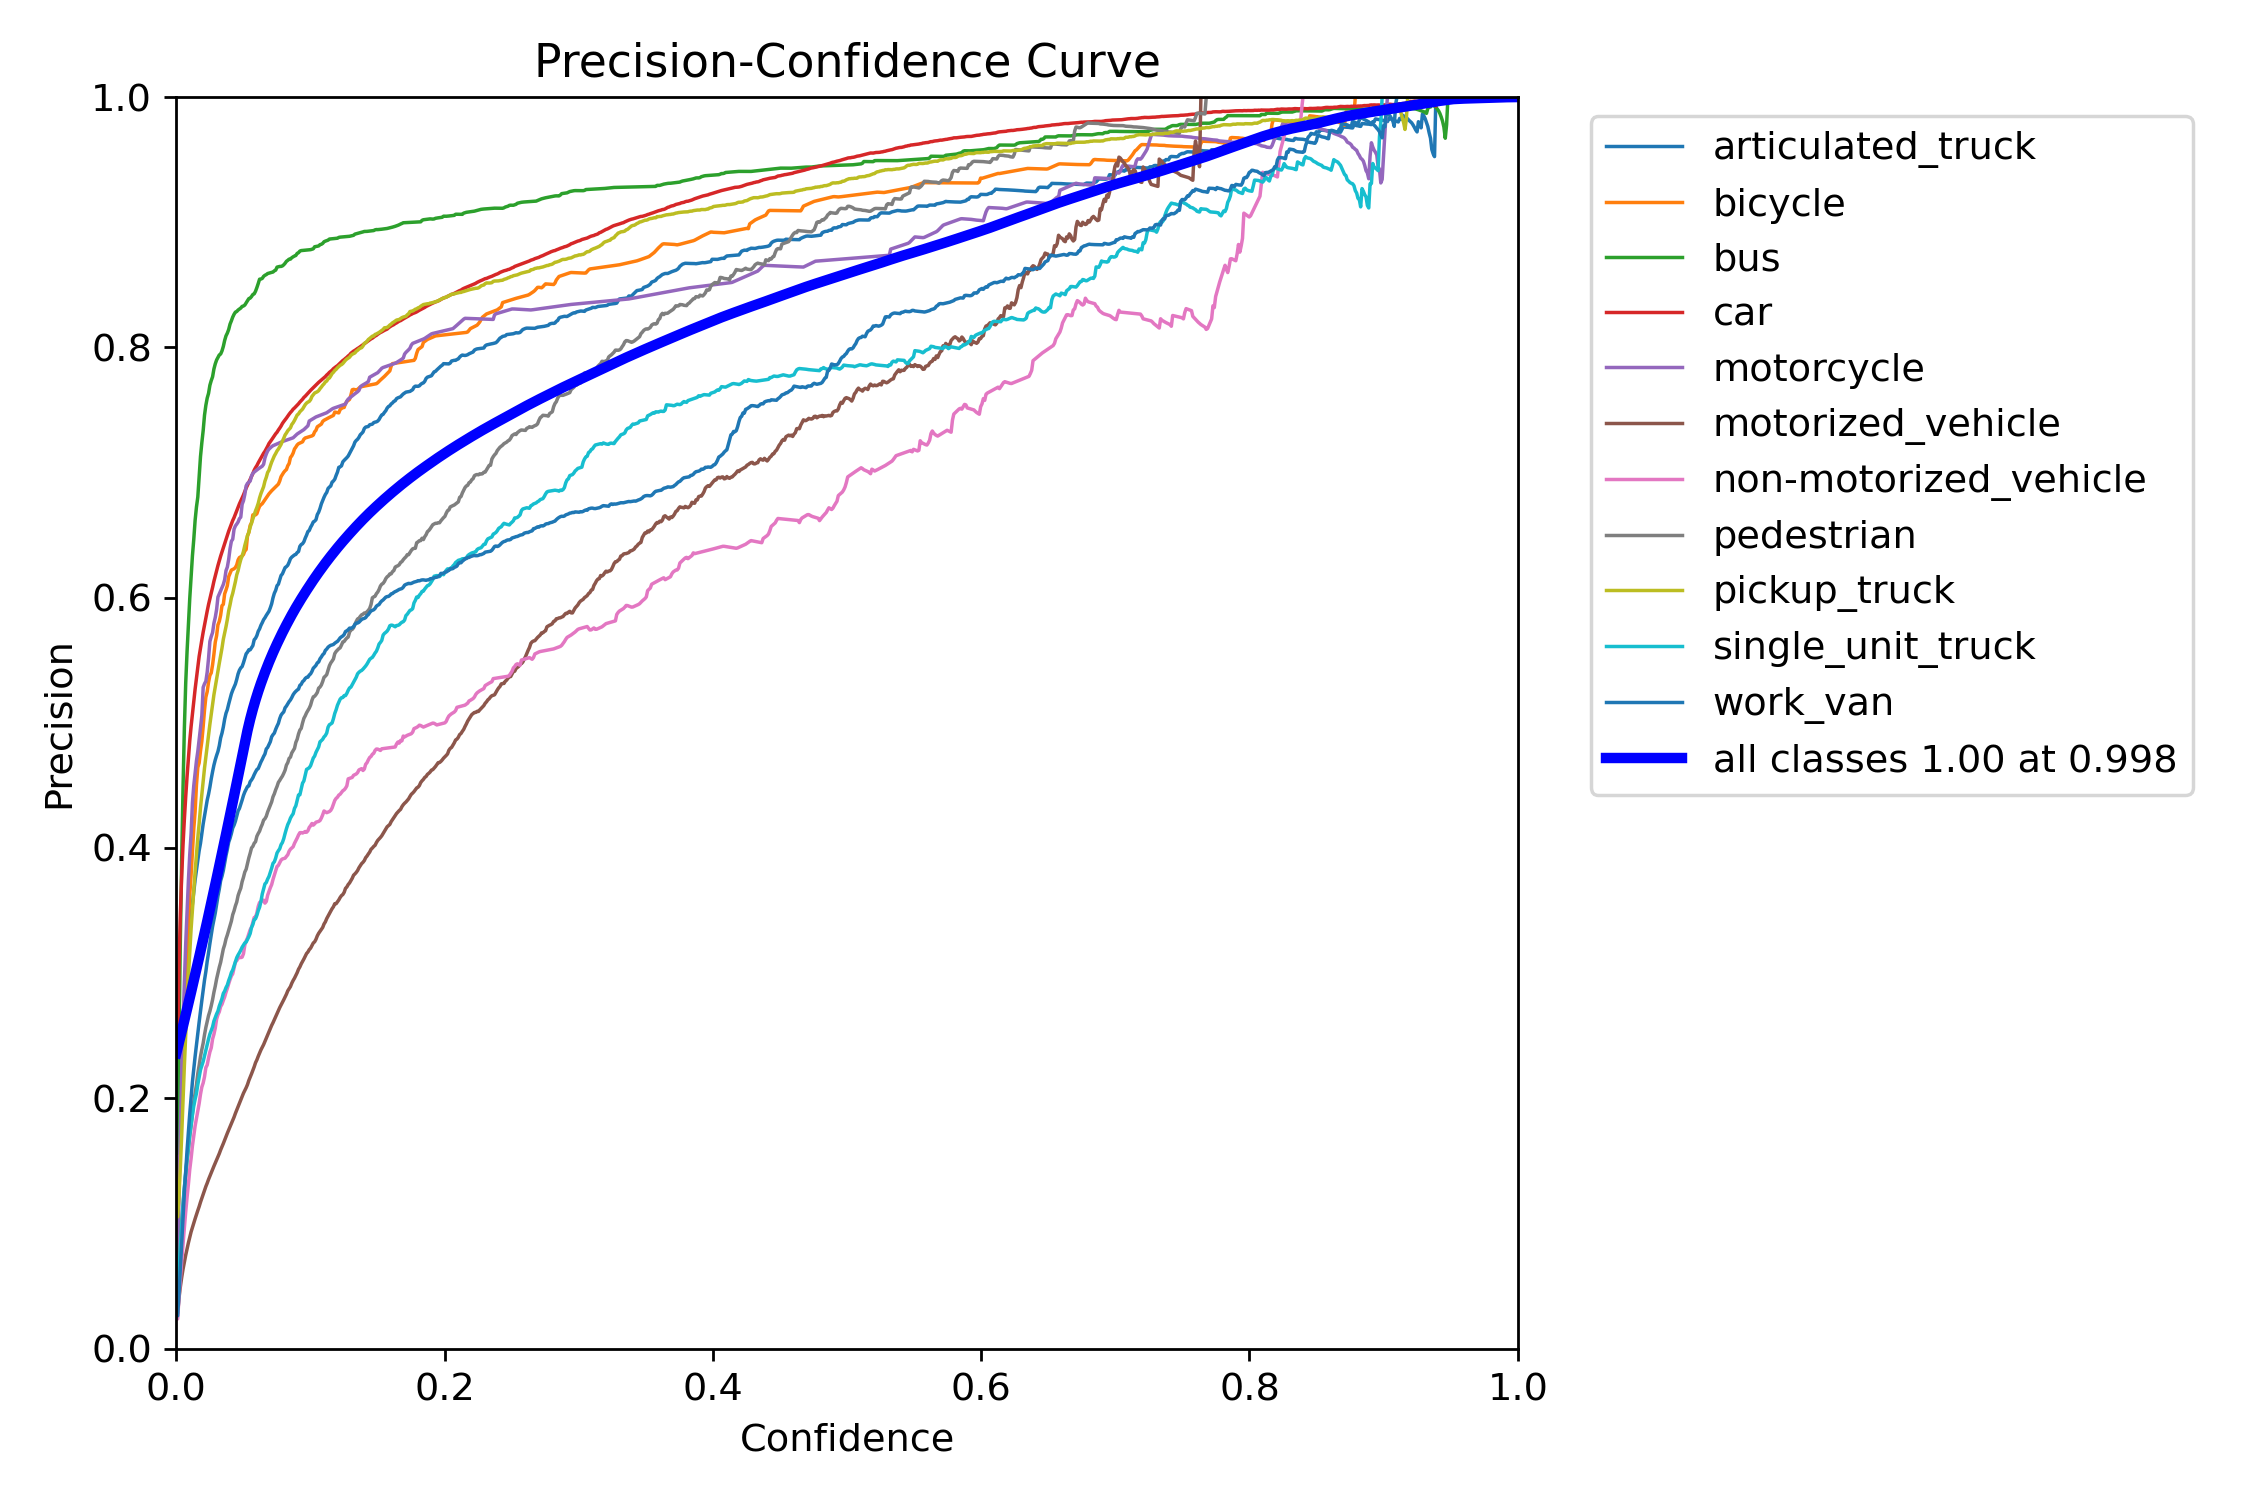 Precision-Confidence Curve
1.0
0.8
0.6
0.4
0.2
0.0
Precision
0.0 0.2 0.4 0.6 0.8 1.0
Confidence
articulated_truck
bicycle
bus
car
motorcycle
motorized_vehicle
non-motorized_vehicle
pedestrian
pickup_truck
single_unit_truck
work_van
all classes 1.00 at 0.998